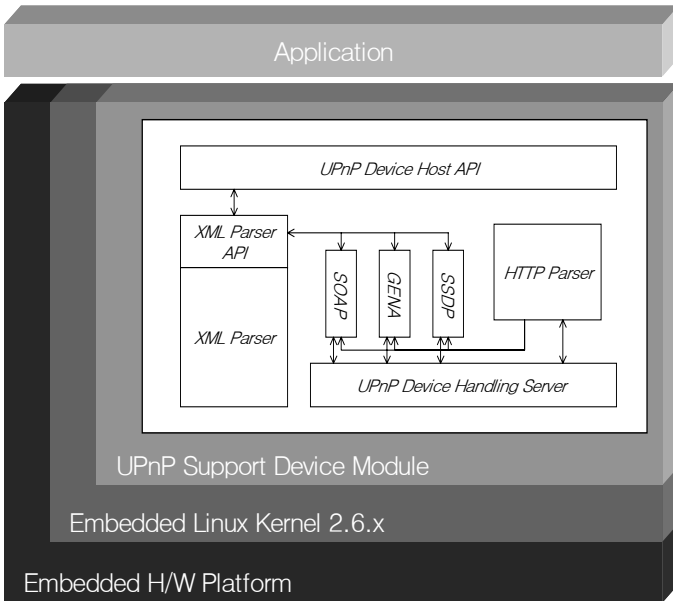 Application
UPnP Device Host API
XML Parser
API
SOAP
GENA
SSDP
HTTP Parser
XML Parser
UPnP Device Handling Server
UPnP Support Device Module
Embedded Linux Kernel 2.6.x
Embedded H/W Platform